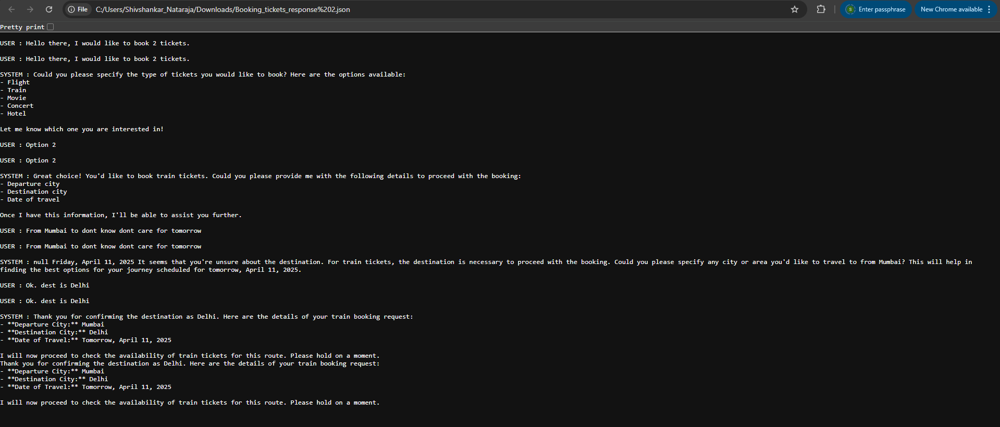 File
C:/Users/Shivshankar_Nataraja/Downloads/Booking_tickets_response%202.json
S
Enter passphrase
New Chrome available
Pretty print
USER : Hello there, I would like to book 2 tickets.
USER : Hello there, I would like to book 2 tickets.
SYSTEM : Could you please specify the type of tickets you would like to book? Here are the options available:
- Flight
- Train
- Movie
- Concert
- Hotel
Let me know which one you are interested in!
USER : Option 2
USER : Option 2
SYSTEM : Great choice! You'd like to book train tickets. Could you please provide me with the following details to proceed with the booking:
- Departure city
- Destination city
- Date of travel
Once I have this information, I'll be able to assist you further.
USER : From Mumbai to dont know dont care for tomorrow
USER : From Mumbai to dont know dont care for tomorrow
SYSTEM : null Friday, April 11, 2025 It seems that you're unsure about the destination. For train tickets, the destination is necessary to proceed with the booking. Could you please specify any city or area you'd like to travel to from Mumbai? This will help in
finding the best options for your journey scheduled for tomorrow, April 11, 2025.
USER : Ok. dest is Delhi
USER : Ok. dest is Delhi
SYSTEM : Thank you for confirming the destination as Delhi. Here are the details of your train booking request:
- **Departure City:** Mumbai
- **Destination City:** Delhi
- **Date of Travel:** Tomorrow, April 11, 2025
I will now proceed to check the availability of train tickets for this route. Please hold on a moment.
Thank you for confirming the destination as Delhi. Here are the details of your train booking request:
- **Departure City:** Mumbai
- **Destination City:** Delhi
- **Date of Travel:** Tomorrow, April 11, 2025
I will now proceed to check the availability of train tickets for this route. Please hold on a moment.